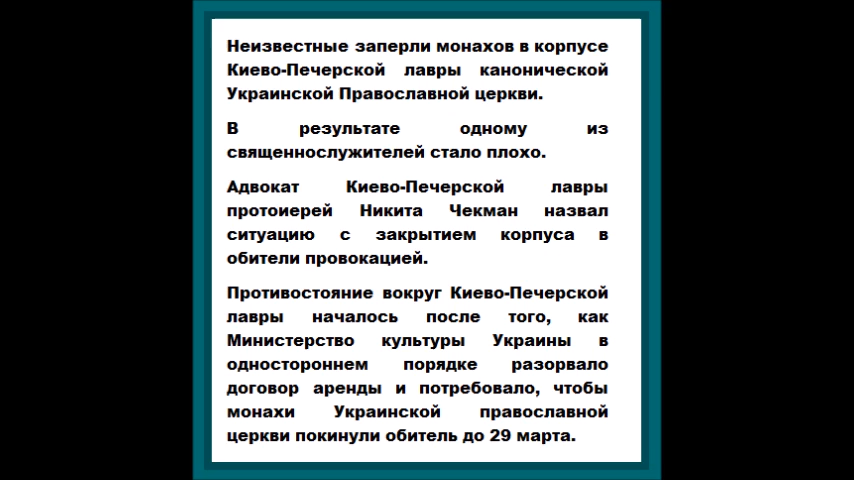 Неизвестные заперли монахов в корпусе
Киево-Печерской лавры канонической
Украинской Православной церкви.
В результате одному из
священнослужителей стало плохо.
Адвокат Киево-Печерской лавры
протоиерей Никита Чекман назвал
ситуацию с закрытием корпуса в
обители провокацией.
Противостояние вокруг Киево-Печерской
лавры началось после того, как
Министерство культуры Украины в
одностороннем порядке разорвало
договор аренды и потребовало, чтобы
монахи Украинской православной
церкви покинули обитель до 29 марта.